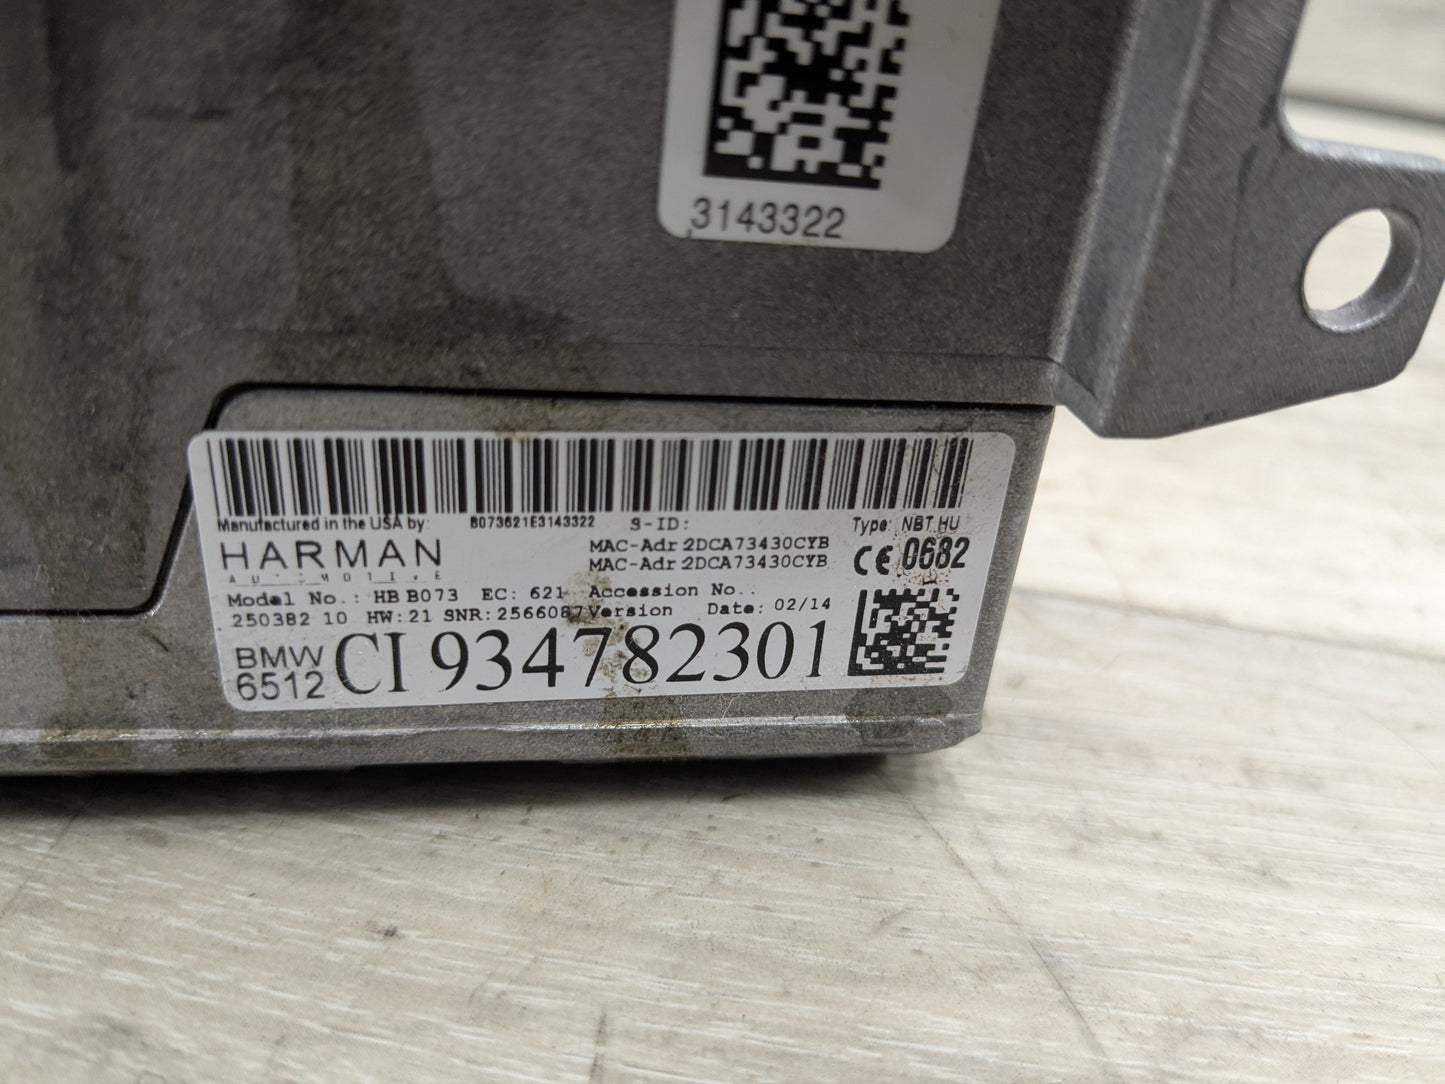 3143322
Manufactured in the USA by: B073621E3143322 S-ID: Type: NBT HU
HARMAN MAC-Adr 2DCA73430CYB CE 0682
AUTOMOTIVE MAC-Adr 2DCA73430CYB
Model No.: HB B073 EC: 621 Accession No.:
250382 10 HW:21 SNR:2566087 Version Date: 02/14
BMW CI 934782301
6512